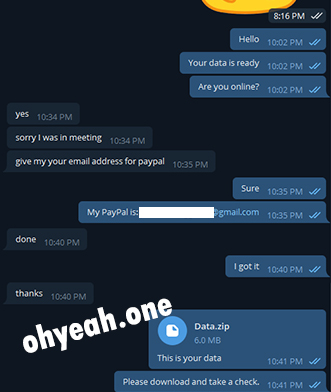 8:16 PM
Hello 10:02 PM
Your data is ready 10:02 PM
Are you online? 10:02 PM
yes 10:34 PM
sorry I was in meeting 10:34 PM
give my your email address for paypal 10:35 PM
Sure 10:35 PM
My PayPal is: @gmail.com 10:35 PM
done 10:40 PM
I got it 10:40 PM
thanks 10:40 PM
Data.zip
6.0 MB
This is your data 10:41 PM
Please download and take a check. 10:41 PM
ohyeah.one